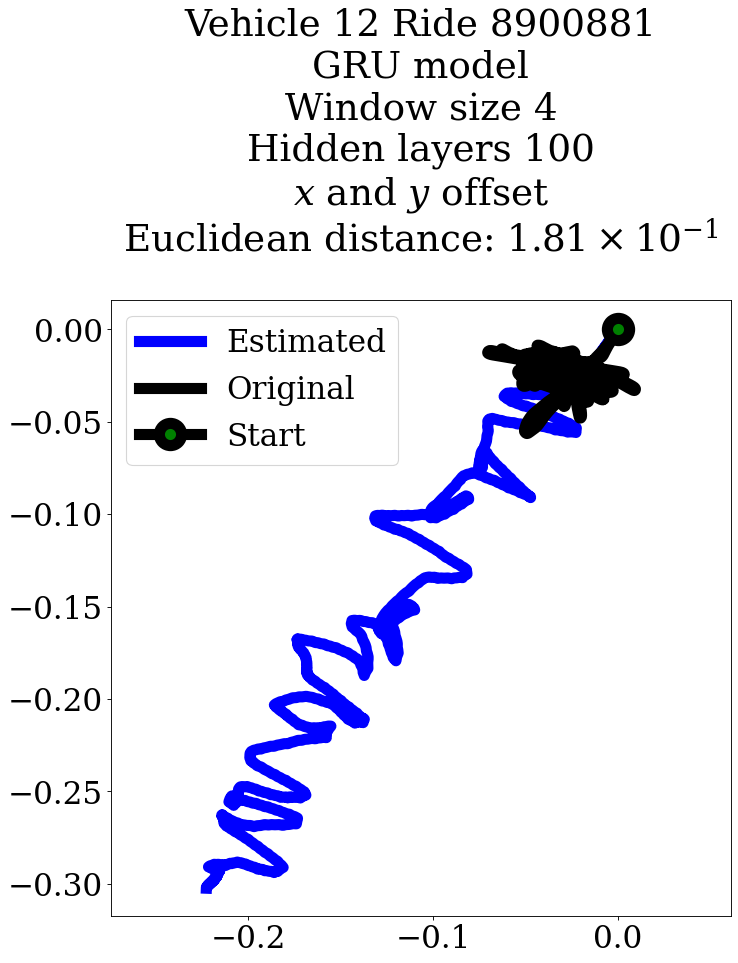 Vehicle 12 Ride 8900881
GRU model
Window size 4
Hidden layers 100
x and y offset
Euclidean distance: 1.81 × 10⁻¹
Estimated
Original
Start
0.00
−0.05
−0.10
−0.15
−0.20
−0.25
−0.30
−0.2
−0.1
0.0